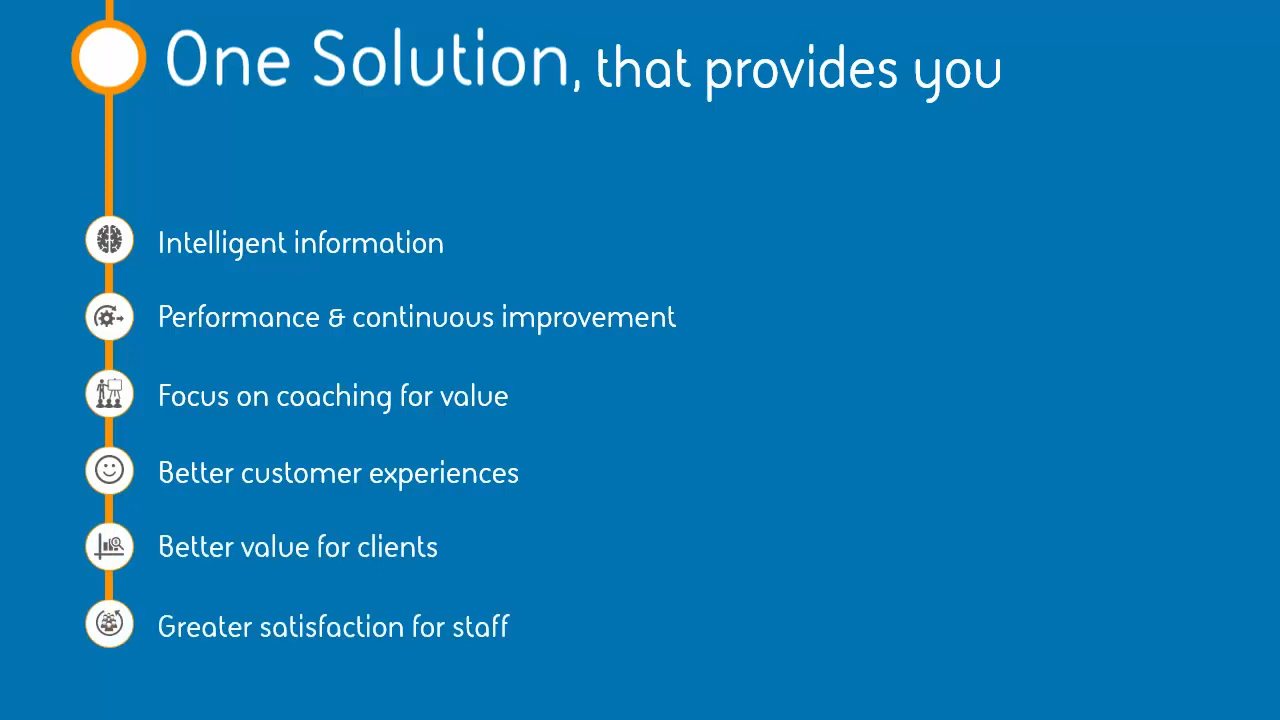 One Solution, that provides you
Intelligent information
Performance & continuous improvement
Focus on coaching for value
Better customer experiences
Better value for clients
Greater satisfaction for staff